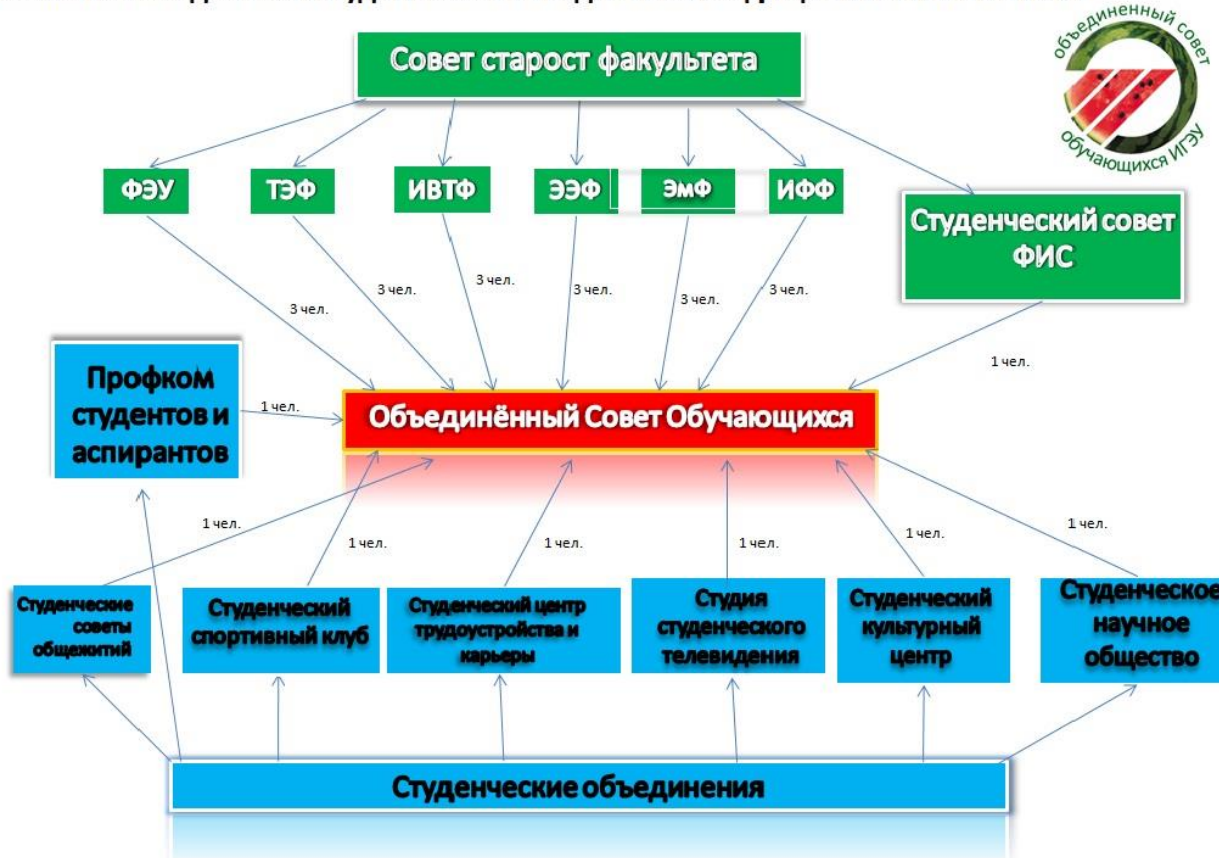 Совет старост факультета
объединенный совет
обучающихся ИГЭУ
ФЭУ
ТЭФ
ИВТФ
ЭЭФ
ЭмФ
ИФФ
Студенческий совет
ФИС
3 чел.
3 чел.
3 чел.
3 чел.
3 чел.
3 чел.
1 чел.
Профком
студентов и
аспирантов
1 чел.
Объединённый Совет Обучающихся
1 чел.
1 чел.
1 чел.
1 чел.
1 чел.
1 чел.
Студенческие
советы
общежитий
Студенческий
спортивный клуб
Студенческий центр
трудоустройства и
карьеры
Студия
студенческого
телевидения
Студенческий
культурный
центр
Студенческое
научное
общество
Студенческие объединения